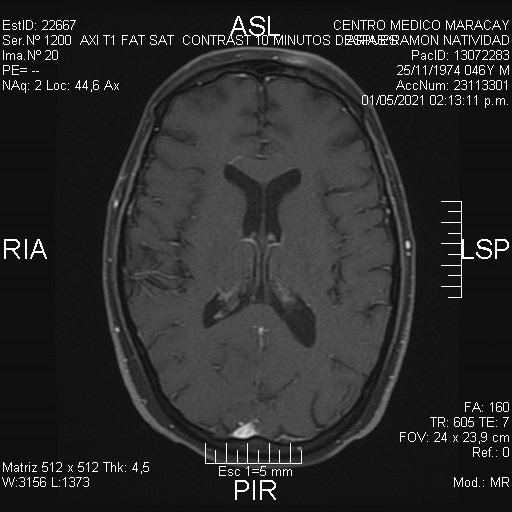 EstID: 22667
Ser.Nº 1200 AXI T1 FAT SAT CONTRAST 10 MINUTOS
Ima.Nº 20
PE= --
NAq: 2 Loc: 44,6 Ax
ASL
CENTRO MEDICO MARACAY
RAMON NATIVIDAD
PacID: 13072283
25/11/1974 046Y M
AccNum: 23113301
01/05/2021 02:13:11 p.m.
RIA
LSP
FA: 160
TR: 605 TE: 7
FOV: 24 x 23,9 cm
Ref.: 0
Matriz 512 x 512 Thk: 4,5
W:3156 L:1373
Esc 1=5 mm
PIR
Mod.: MR